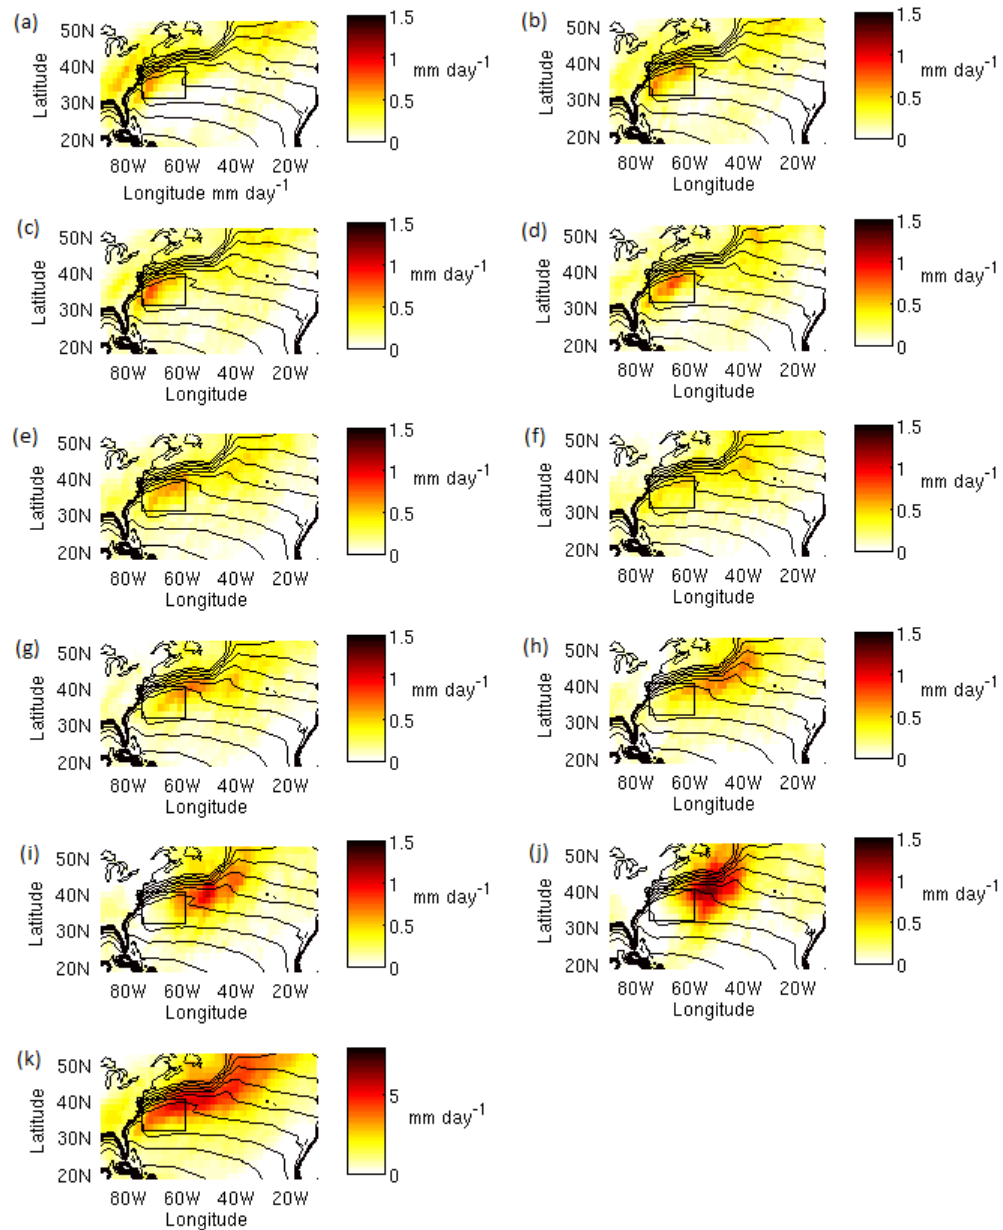 (a)
50N
40N
30N
20N
Latitude
80W 60W 40W 20W
Longitude mm day-1
1.5
1
0.5
0
mm day-1
(b)
50N
40N
30N
20N
Latitude
80W 60W 40W 20W
Longitude
1.5
1
0.5
0
mm day-1
(c)
50N
40N
30N
20N
Latitude
80W 60W 40W 20W
Longitude
1.5
1
0.5
0
mm day-1
(d)
50N
40N
30N
20N
Latitude
80W 60W 40W 20W
Longitude
1.5
1
0.5
0
mm day-1
(e)
50N
40N
30N
20N
Latitude
80W 60W 40W 20W
Longitude
1.5
1
0.5
0
mm day-1
(f)
50N
40N
30N
20N
Latitude
80W 60W 40W 20W
Longitude
1.5
1
0.5
0
mm day-1
(g)
50N
40N
30N
20N
Latitude
80W 60W 40W 20W
Longitude
1.5
1
0.5
0
mm day-1
(h)
50N
40N
30N
20N
Latitude
80W 60W 40W 20W
Longitude
1.5
1
0.5
0
mm day-1
(i)
50N
40N
30N
20N
Latitude
80W 60W 40W 20W
Longitude
1.5
1
0.5
0
mm day-1
(j)
50N
40N
30N
20N
Latitude
80W 60W 40W 20W
Longitude
1.5
1
0.5
0
mm day-1
(k)
50N
40N
30N
20N
Latitude
80W 60W 40W 20W
Longitude
5
0
mm day-1